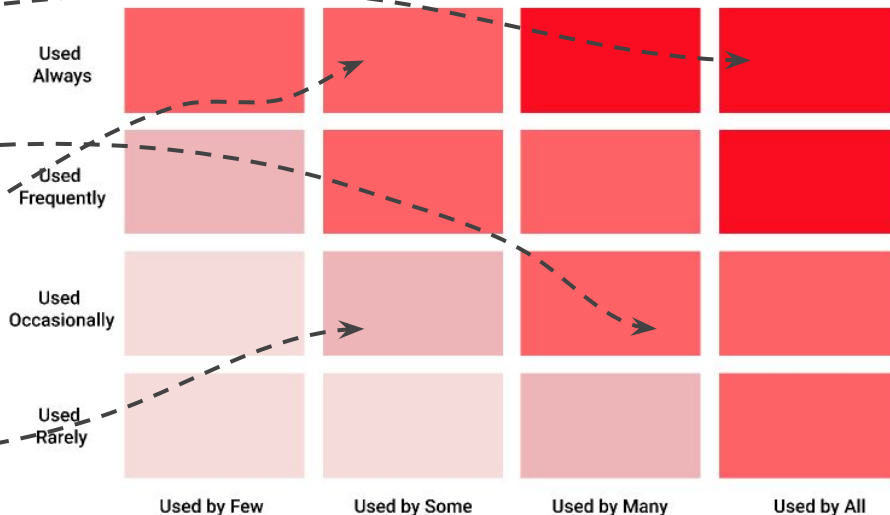 Used
Always
Used
Frequently
Used
Occasionally
Used
Rarely
Used by Few
Used by Some
Used by Many
Used by All